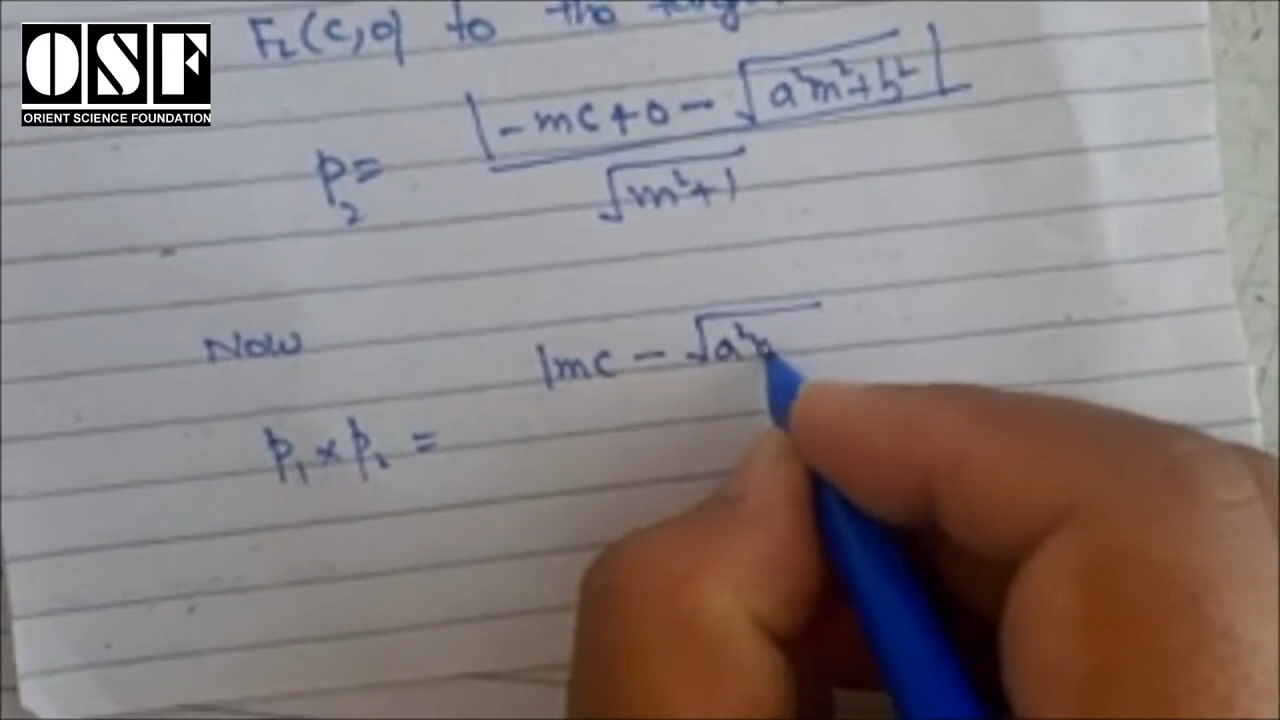 OSF
ORIENT SCIENCE FOUNDATION
F₂(c,0) to the
p₂ = |-mc+0-√(a²m²+b²)| / √(m²+1)
Now
p₁ × p₂ = |mc - √a²m